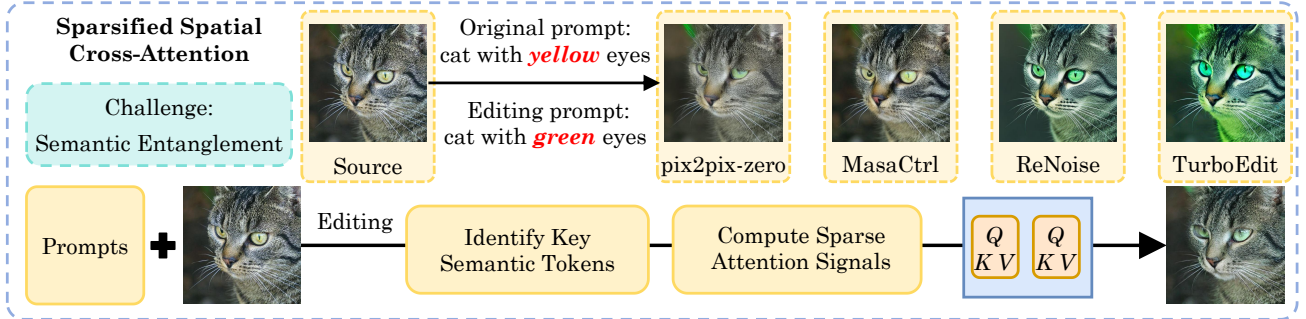 Sparsified Spatial
Cross-Attention
Challenge:
Semantic Entanglement
Source
Original prompt:
cat with yellow eyes
Editing prompt:
cat with green eyes
pix2pix-zero
MasaCtrl
ReNoise
TurboEdit
Prompts
Editing
Identify Key
Semantic Tokens
Compute Sparse
Attention Signals
Q
K V
Q
K V